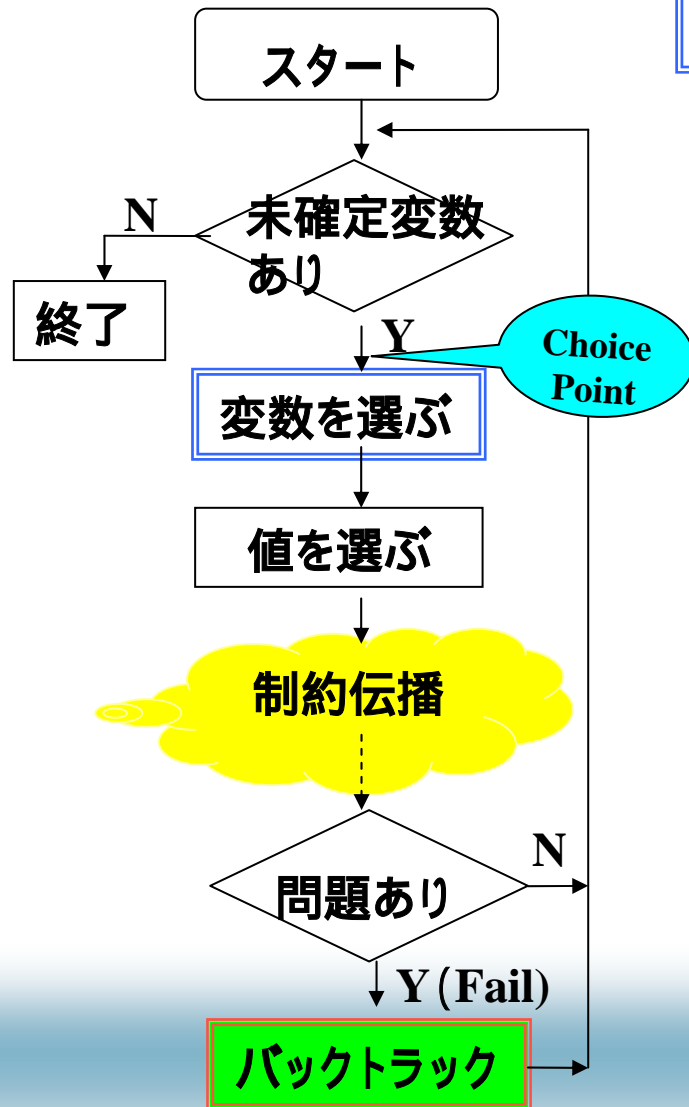 スタート
N
未確定変数
あり
終了
Y
Choice
Point
変数を選ぶ
値を選ぶ
制約伝播
N
問題あり
Y(Fail)
バックトラック